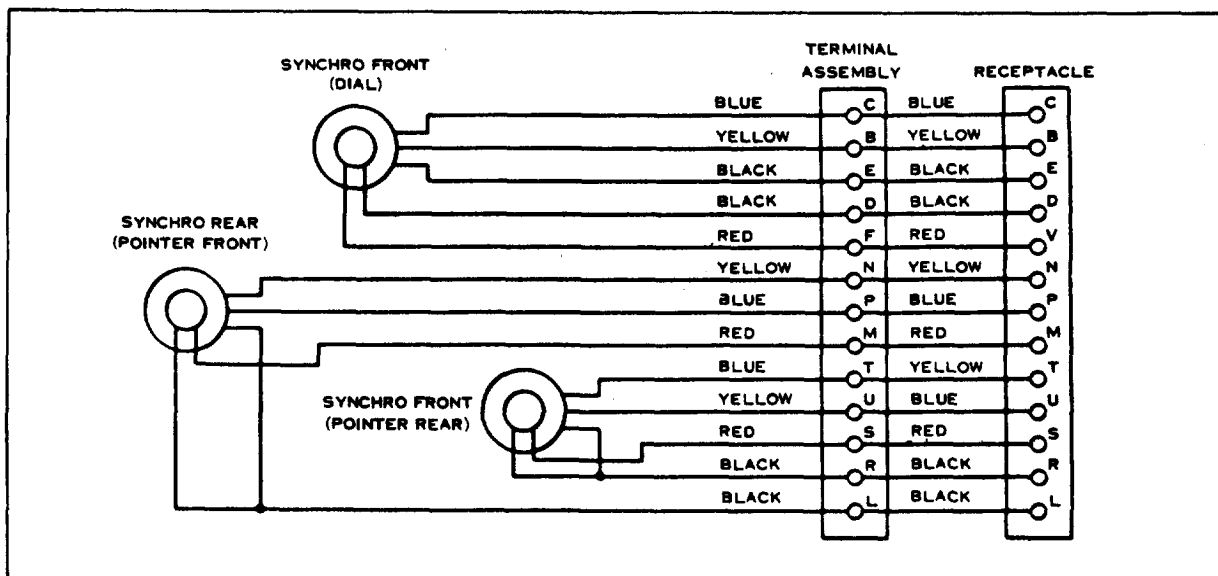 SYNCHRO FRONT
(DIAL)
TERMINAL
ASSEMBLY
RECEPTACLE
BLUE C BLUE C
YELLOW B YELLOW B
BLACK E BLACK E
BLACK D BLACK D
SYNCHRO REAR
(POINTER FRONT)
RED F RED V
YELLOW N YELLOW N
BLUE P BLUE P
RED M RED M
BLUE T YELLOW T
SYNCHRO FRONT
(POINTER REAR)
YELLOW U BLUE U
RED S RED S
BLACK R BLACK R
BLACK L BLACK L